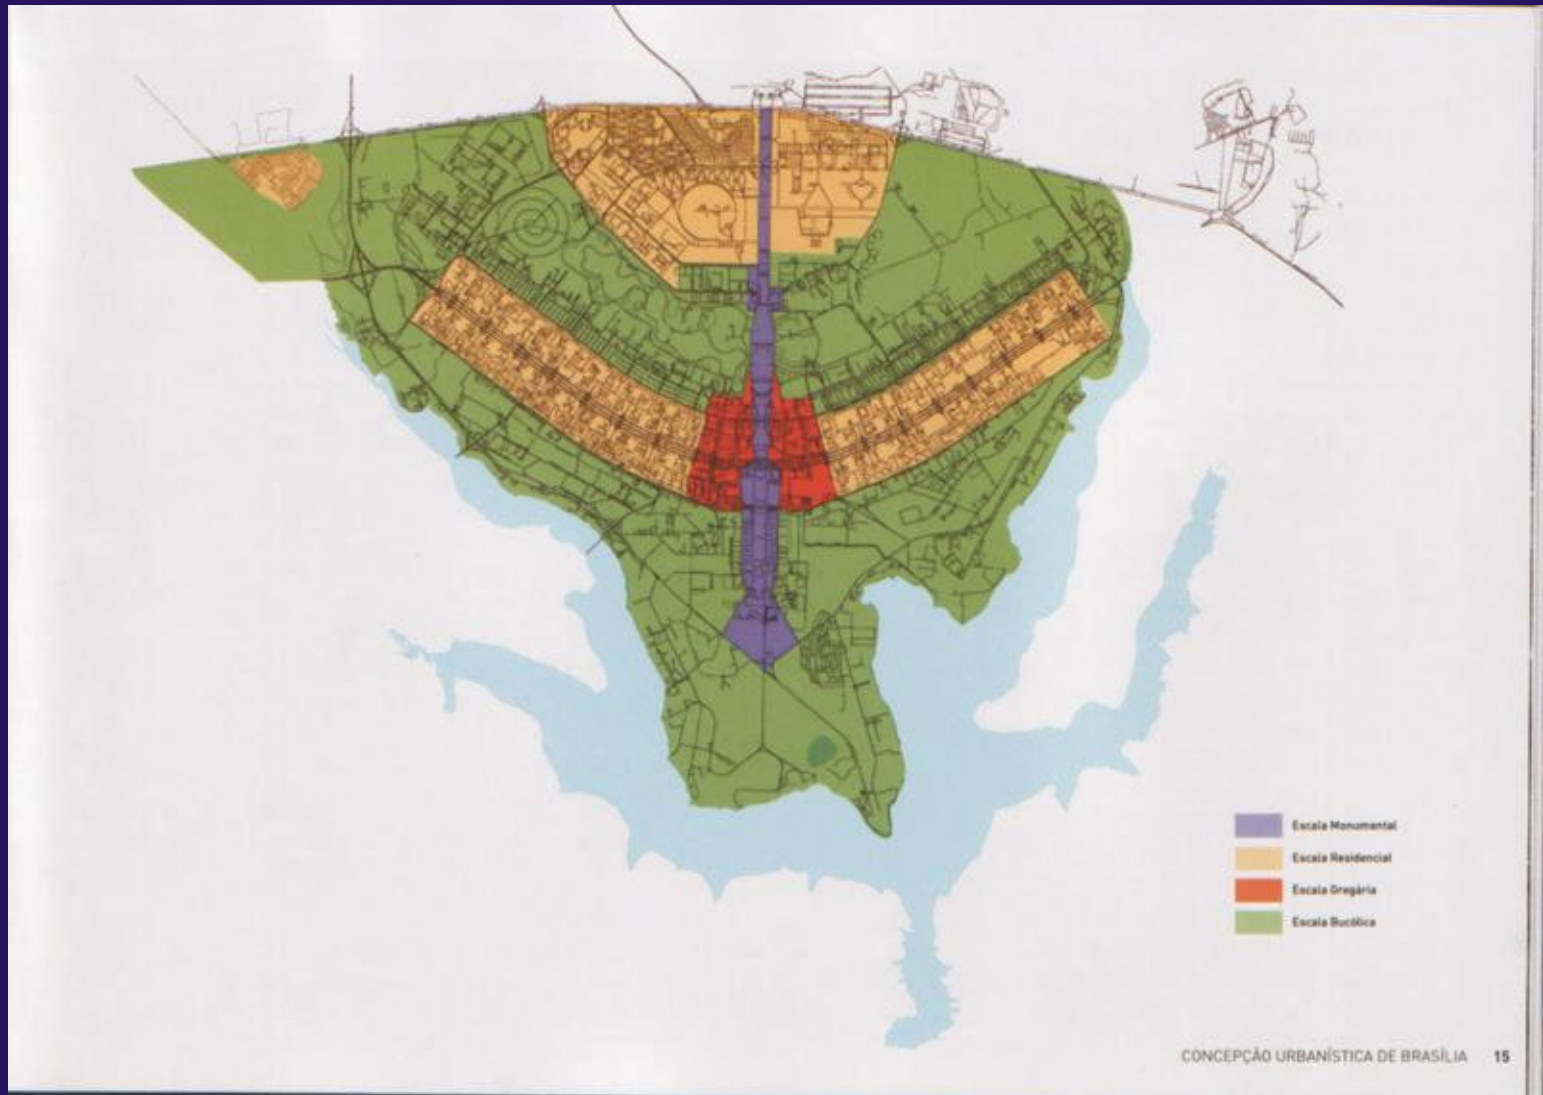 Escala Monumental
Escala Residencial
Escala Gregária
Escala Bucólica
CONCEPÇÃO URBANÍSTICA DE BRASÍLIA 15